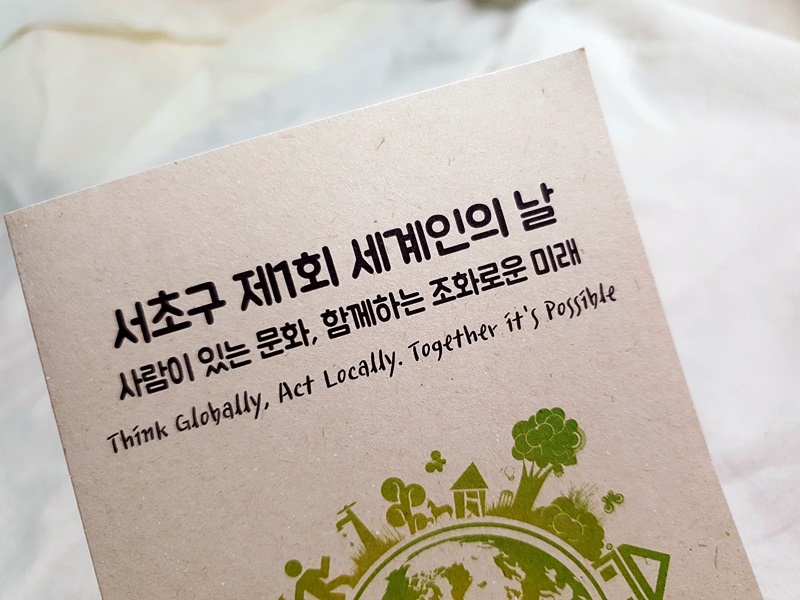 서초구 제1회 세계인의 날
사람이 있는 문화, 함께하는 조화로운 미래
Think Globally, Act Locally. Together it's Possible